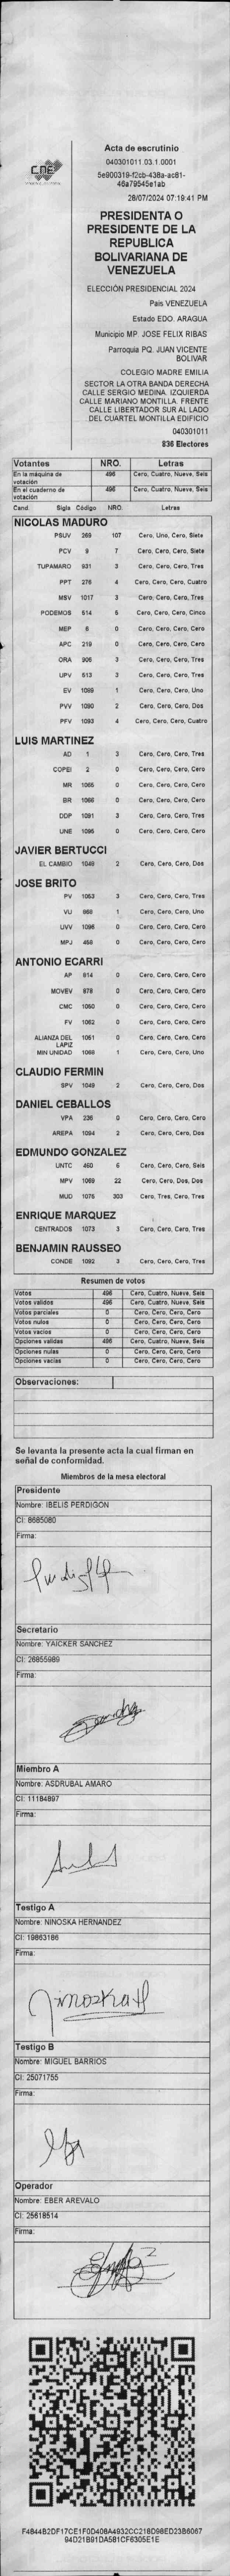 CNE
Acta de escrutinio
040301011.03.1.0001
5e900319-f2cb-438a-ac81-
46a79545e1ab
28/07/2024 07:19:41 PM
PRESIDENTA O
PRESIDENTE DE LA
REPUBLICA
BOLIVARIANA DE
VENEZUELA
ELECCIÓN PRESIDENCIAL 2024
País VENEZUELA
Estado EDO. ARAGUA
Municipio MP. JOSE FELIX RIBAS
Parroquia PQ. JUAN VICENTE
BOLIVAR
COLEGIO MADRE EMILIA
SECTOR LA OTRA BANDA DERECHA
CALLE SERGIO MEDINA. IZQUIERDA
CALLE MARIANO MONTILLA. FRENTE
CALLE LIBERTADOR SUR AL LADO
DEL CUARTEL MONTILLA EDIFICIO
040301011
836 Electores
Votantes NRO. Letras
En la máquina de votación 496 Cero, Cuatro, Nueve, Seis
En el cuaderno de votación 496 Cero, Cuatro, Nueve, Seis
Cand Sigla Código NRO. Letras
NICOLAS MADURO
PSUV 269 107 Cero, Uno, Cero, Siete
PCV 9 7 Cero, Cero, Cero, Siete
TUPAMARO 931 3 Cero, Cero, Cero, Tres
PPT 276 4 Cero, Cero, Cero, Cuatro
MSV 1017 3 Cero, Cero, Cero, Tres
PODEMOS 514 5 Cero, Cero, Cero, Cinco
MEP 6 0 Cero, Cero, Cero, Cero
APC 219 0 Cero, Cero, Cero, Cero
ORA 906 3 Cero, Cero, Cero, Tres
UPV 613 3 Cero, Cero, Cero, Tres
EV 1089 1 Cero, Cero, Cero, Uno
PVV 1090 2 Cero, Cero, Cero, Dos
PFV 1093 4 Cero, Cero, Cero, Cuatro
LUIS MARTINEZ
AD 1 3 Cero, Cero, Cero, Tres
COPEI 2 0 Cero, Cero, Cero, Cero
MR 1065 0 Cero, Cero, Cero, Cero
BR 1066 0 Cero, Cero, Cero, Cero
DDP 1091 3 Cero, Cero, Cero, Tres
UNE 1095 0 Cero, Cero, Cero, Cero
JAVIER BERTUCCI
EL CAMBIO 1048 2 Cero, Cero, Cero, Dos
JOSE BRITO
PV 1053 3 Cero, Cero, Cero, Tres
VU 868 1 Cero, Cero, Cero, Uno
UVV 1096 0 Cero, Cero, Cero, Cero
MPJ 458 0 Cero, Cero, Cero, Cero
ANTONIO ECARRI
AP 814 0 Cero, Cero, Cero, Cero
MOVEV 878 0 Cero, Cero, Cero, Cero
CMC 1050 0 Cero, Cero, Cero, Cero
FV 1062 0 Cero, Cero, Cero, Cero
ALIANZA DEL LAPIZ 1061 0 Cero, Cero, Cero, Cero
MIN UNIDAD 1069 1 Cero, Cero, Cero, Uno
CLAUDIO FERMIN
SPV 1049 2 Cero, Cero, Cero, Dos
DANIEL CEBALLOS
VPA 236 0 Cero, Cero, Cero, Cero
AREPA 1094 2 Cero, Cero, Cero, Dos
EDMUNDO GONZALEZ
UNTC 460 6 Cero, Cero, Cero, Seis
MPV 1069 22 Cero, Cero, Dos, Dos
MUD 1076 303 Cero, Tres, Cero, Tres
ENRIQUE MARQUEZ
CENTRADOS 1073 3 Cero, Cero, Cero, Tres
BENJAMIN RAUSSEO
CONDE 1092 3 Cero, Cero, Cero, Tres
Resumen de votos
Votos 496 Cero, Cuatro, Nueve, Seis
Votos validos 496 Cero, Cuatro, Nueve, Seis
Votos parciales 0 Cero, Cero, Cero, Cero
Votos nulos 0 Cero, Cero, Cero, Cero
Votos vacíos 0 Cero, Cero, Cero, Cero
Opciones validas 496 Cero, Cuatro, Nueve, Seis
Opciones nulas 0 Cero, Cero, Cero, Cero
Opciones vacías 0 Cero, Cero, Cero, Cero
Observaciones:
Se levanta la presente acta la cual firman en
señal de conformidad.
Miembros de la mesa electoral
Presidente
Nombre: IBELIS PERDIGON
CI: 8685080
Firma:
Secretario
Nombre: YAICKER SANCHEZ
CI: 26855989
Firma:
Sanchez
Miembro A
Nombre: ASDRUBAL AMARO
CI: 11184897
Firma:
Testigo A
Nombre: NINOSKA HERNANDEZ
CI: 19863186
Firma:
Ninoska H
Testigo B
Nombre: MIGUEL BARRIOS
CI: 25071755
Firma:
Operador
Nombre: EBER AREVALO
CI: 25618514
Firma:
F4844B2DF17CE1F0D408A4932CC218D98ED23B6067
94D21B91DA581CF6305E1E